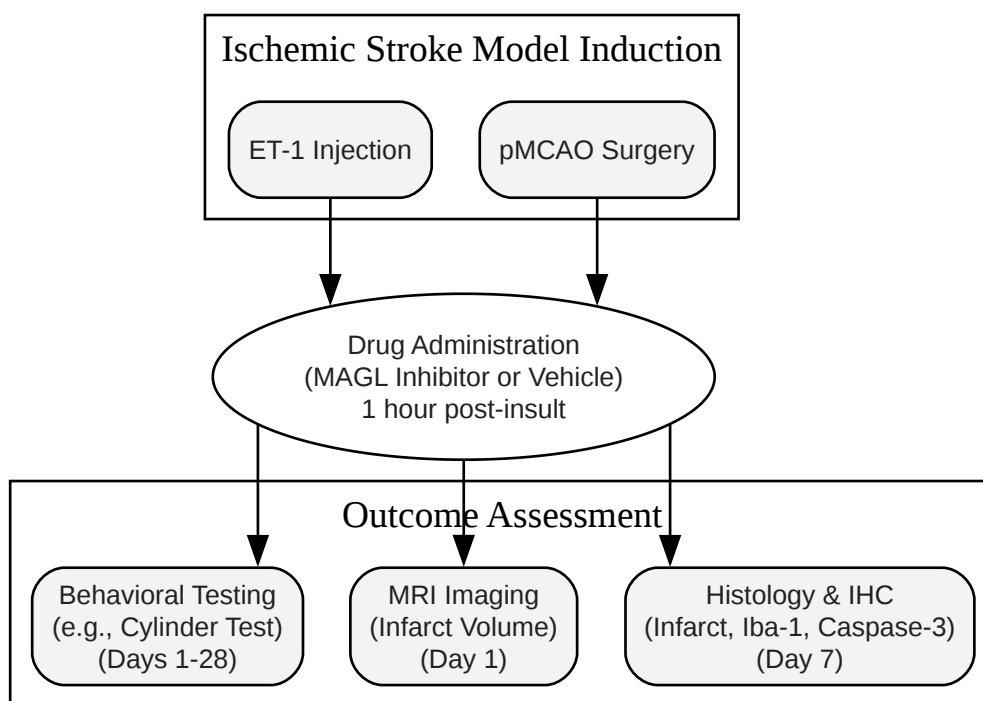 Ischemic Stroke Model Induction
ET-1 Injection
pMCAO Surgery
Drug Administration
(MAGL Inhibitor or Vehicle)
1 hour post-insult
Outcome Assessment
Behavioral Testing
(e.g., Cylinder Test)
(Days 1-28)
MRI Imaging
(Infarct Volume)
(Day 1)
Histology & IHC
(Infarct, Iba-1, Caspase-3)
(Day 7)